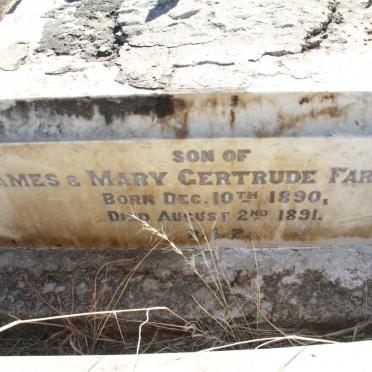 SON OF
AMES & MARY GERTRUDE FAR
BORN DEC. 10TH 1890,
DIED AUGUST 2ND 1891.
R.I.P.